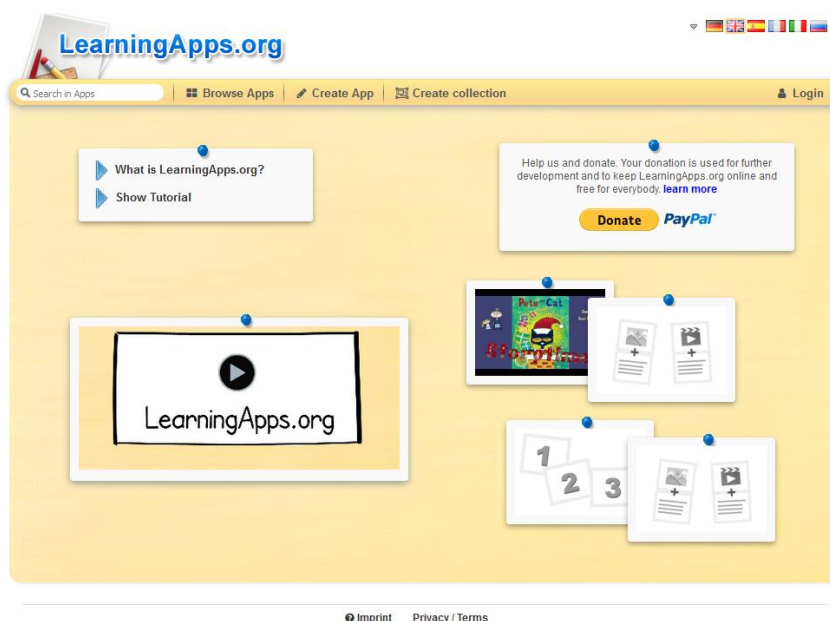 LearningApps.org
Search in Apps
Browse Apps
Create App
Create collection
Login
What is LearningApps.org?
Show Tutorial
Help us and donate. Your donation is used for further
development and to keep LearningApps.org online and
free for everybody. learn more
Donate PayPal
Pete the Cat
Storytime
LearningApps.org
1
2
3
Imprint
Privacy / Terms